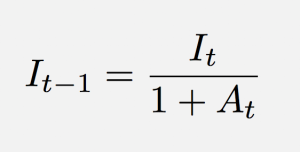 I_{t-1} = \frac{I_t}{1 + A_t}